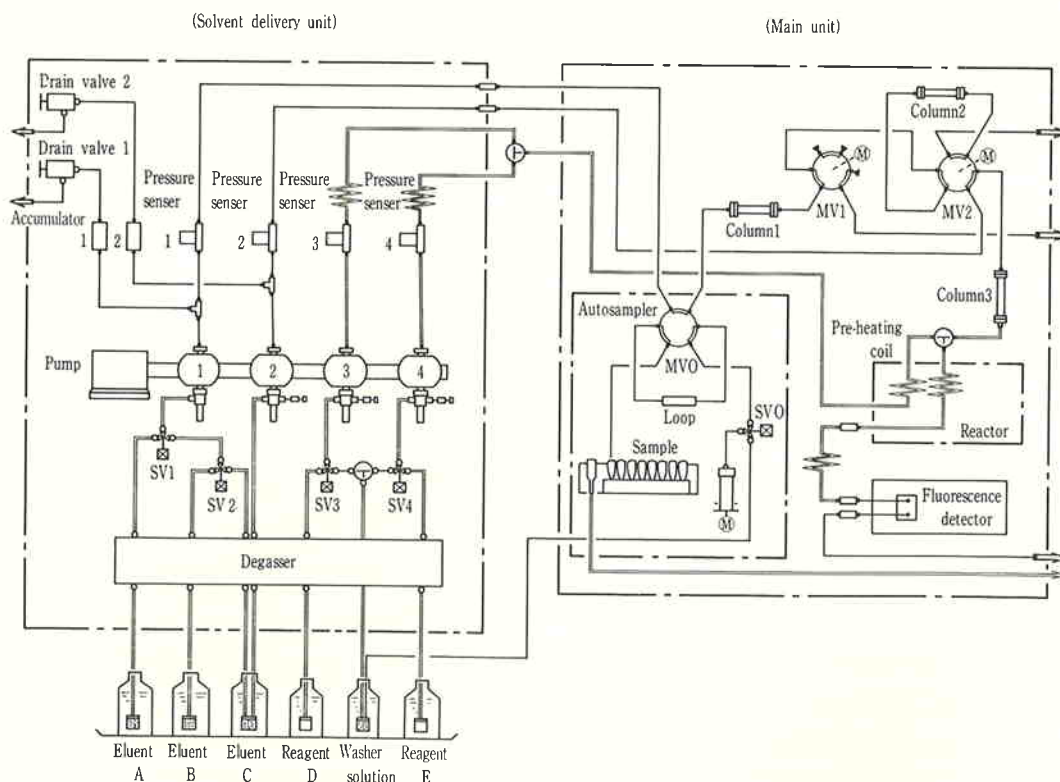 (Solvent delivery unit)
(Main unit)
Drain valve 2
Drain valve 1
Accumulator
1
2
Pressure
senser
1
Pressure
senser
2
Pressure
senser
3
Pressure
senser
4
Pump
1
2
3
4
SV1
SV2
SV3
SV4
Degasser
Eluent
A
Eluent
B
Eluent
C
Reagent
D
Washer
solution
Reagent
E
Column2
M
MV1
M
MV2
Column1
Column3
Autosampler
MV0
Loop
Sample
SV0
M
Pre-heating
coil
Reactor
Fluorescence
detector